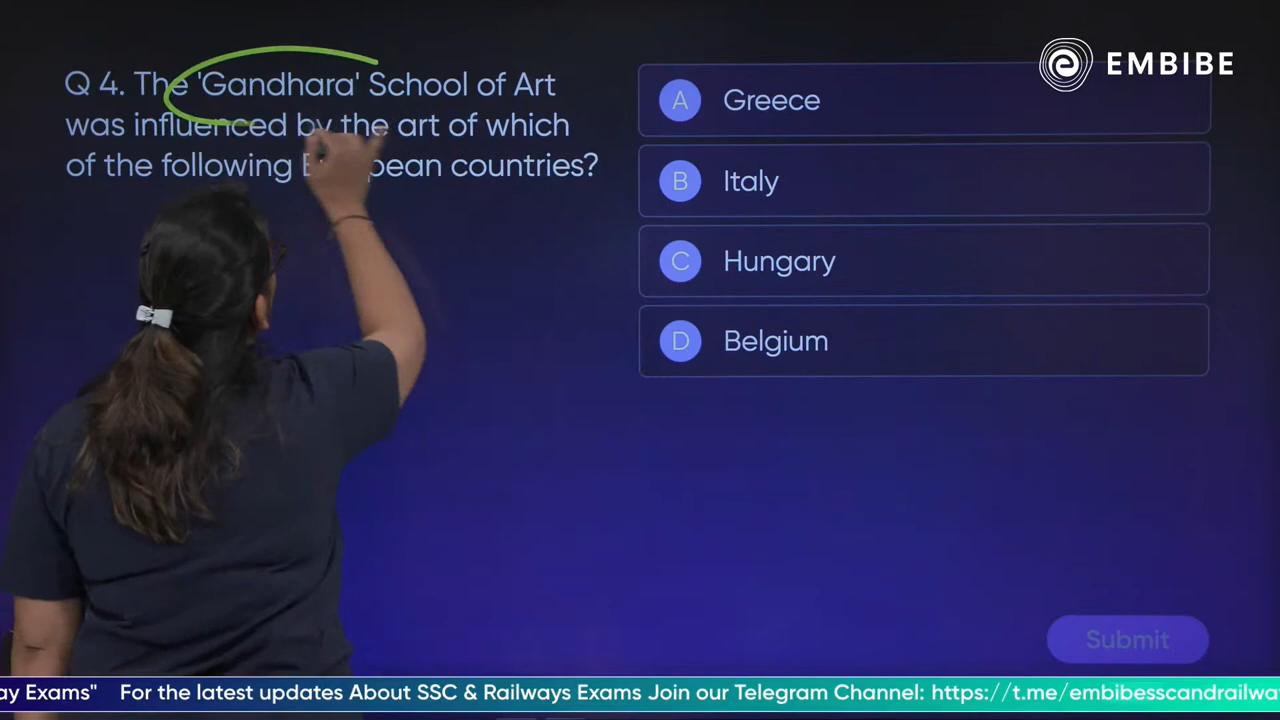 EMBIBE
Q 4. The 'Gandhara' School of Art
was influenced by the art of which
of the following European countries?
A Greece
B Italy
C Hungary
D Belgium
Submit
ay Exams" For the latest updates About SSC & Railways Exams Join our Telegram Channel: https://t.me/embibesscandrailwa